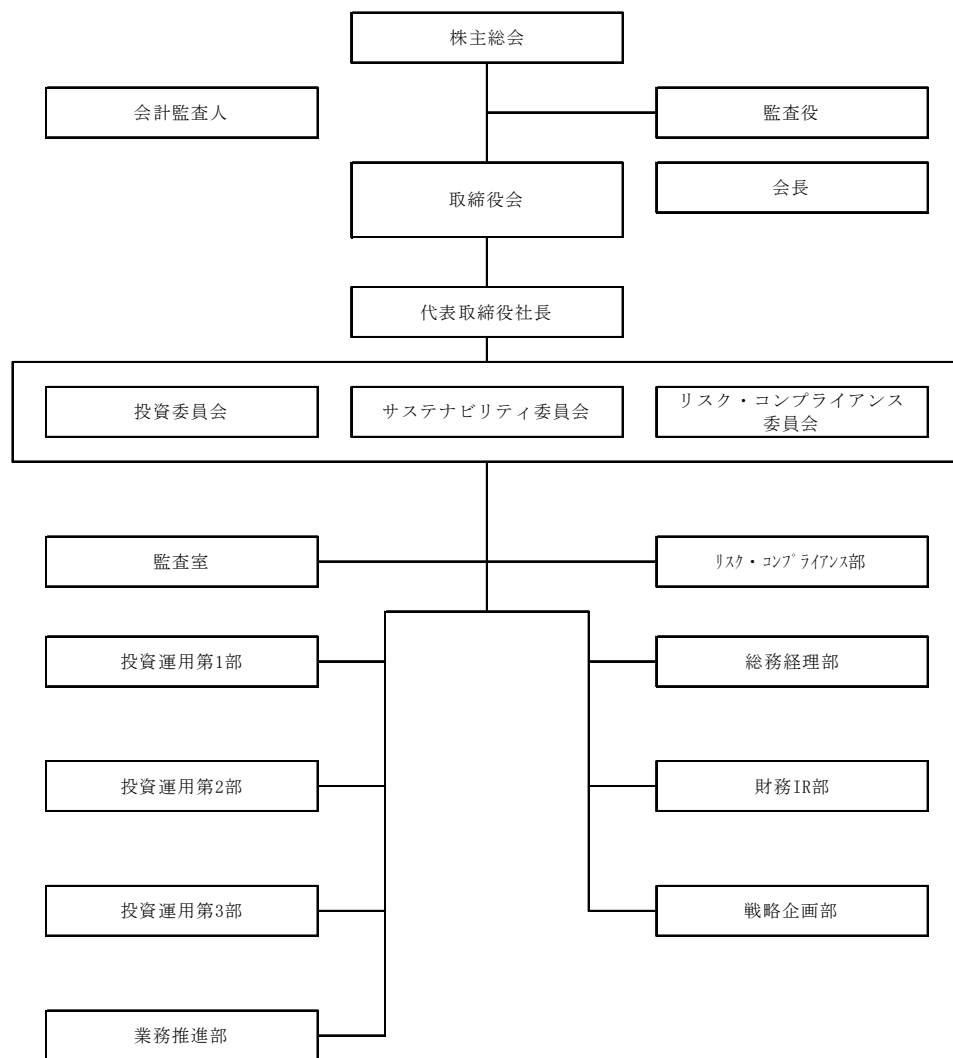 株主総会
会計監査人
監査役
取締役会
会長
代表取締役社長
投資委員会
サステナビリティ委員会
リスク・コンプライアンス
委員会
監査室
ﾘｽｸ・ｺﾝﾌﾟﾗｲｱﾝｽ部
投資運用第1部
総務経理部
投資運用第2部
財務IR部
投資運用第3部
戦略企画部
業務推進部